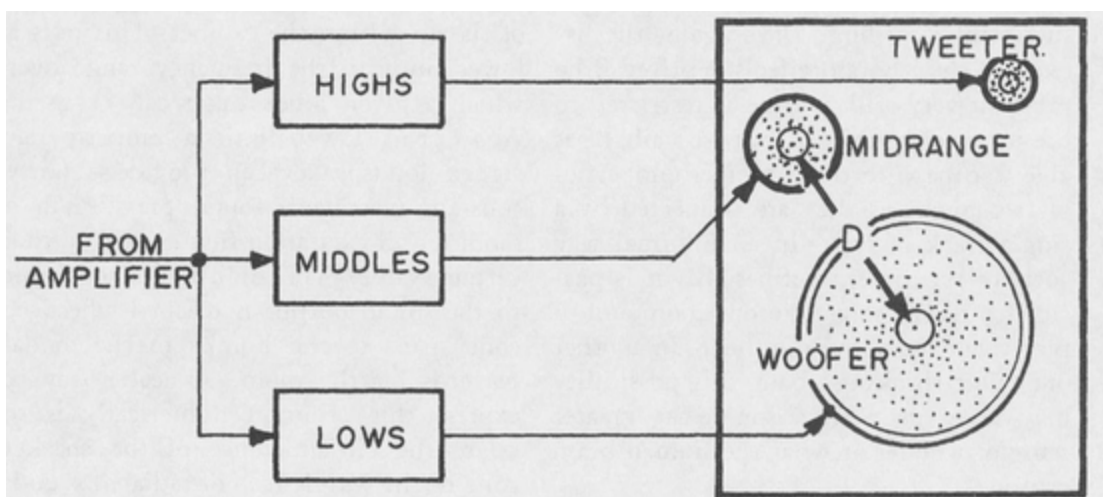 HIGHS
TWEETER.
MIDRANGE
D
FROM
AMPLIFIER
MIDDLES
WOOFER
LOWS